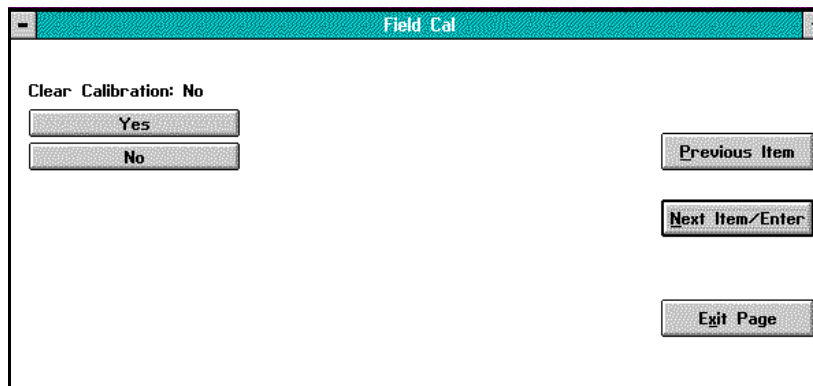 Field Cal
Clear Calibration: No
Yes
No
Previous Item
Next Item/Enter
Exit Page